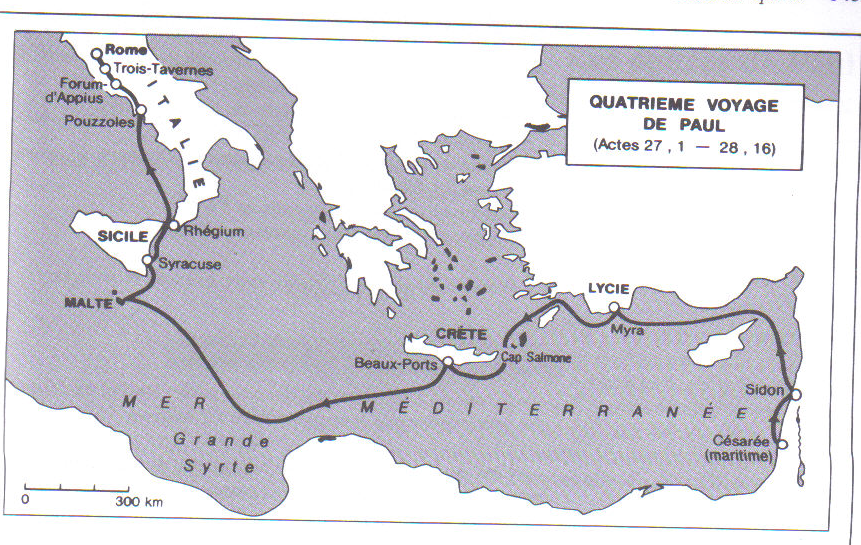 QUATRIEME VOYAGE
DE PAUL
(Actes 27, 1 — 28, 16)
Rome
Trois-Tavernes
Forum-
d'Appius
Pouzzoles
ITALIE
SICILE
Rhégium
Syracuse
MALTE
LYCIE
Myra
CRÈTE
Cap Salmone
Beaux-Ports
Sidon
MER MÉDITERRANÉE
Césarée
(maritime)
Grande
Syrte
0 300 km